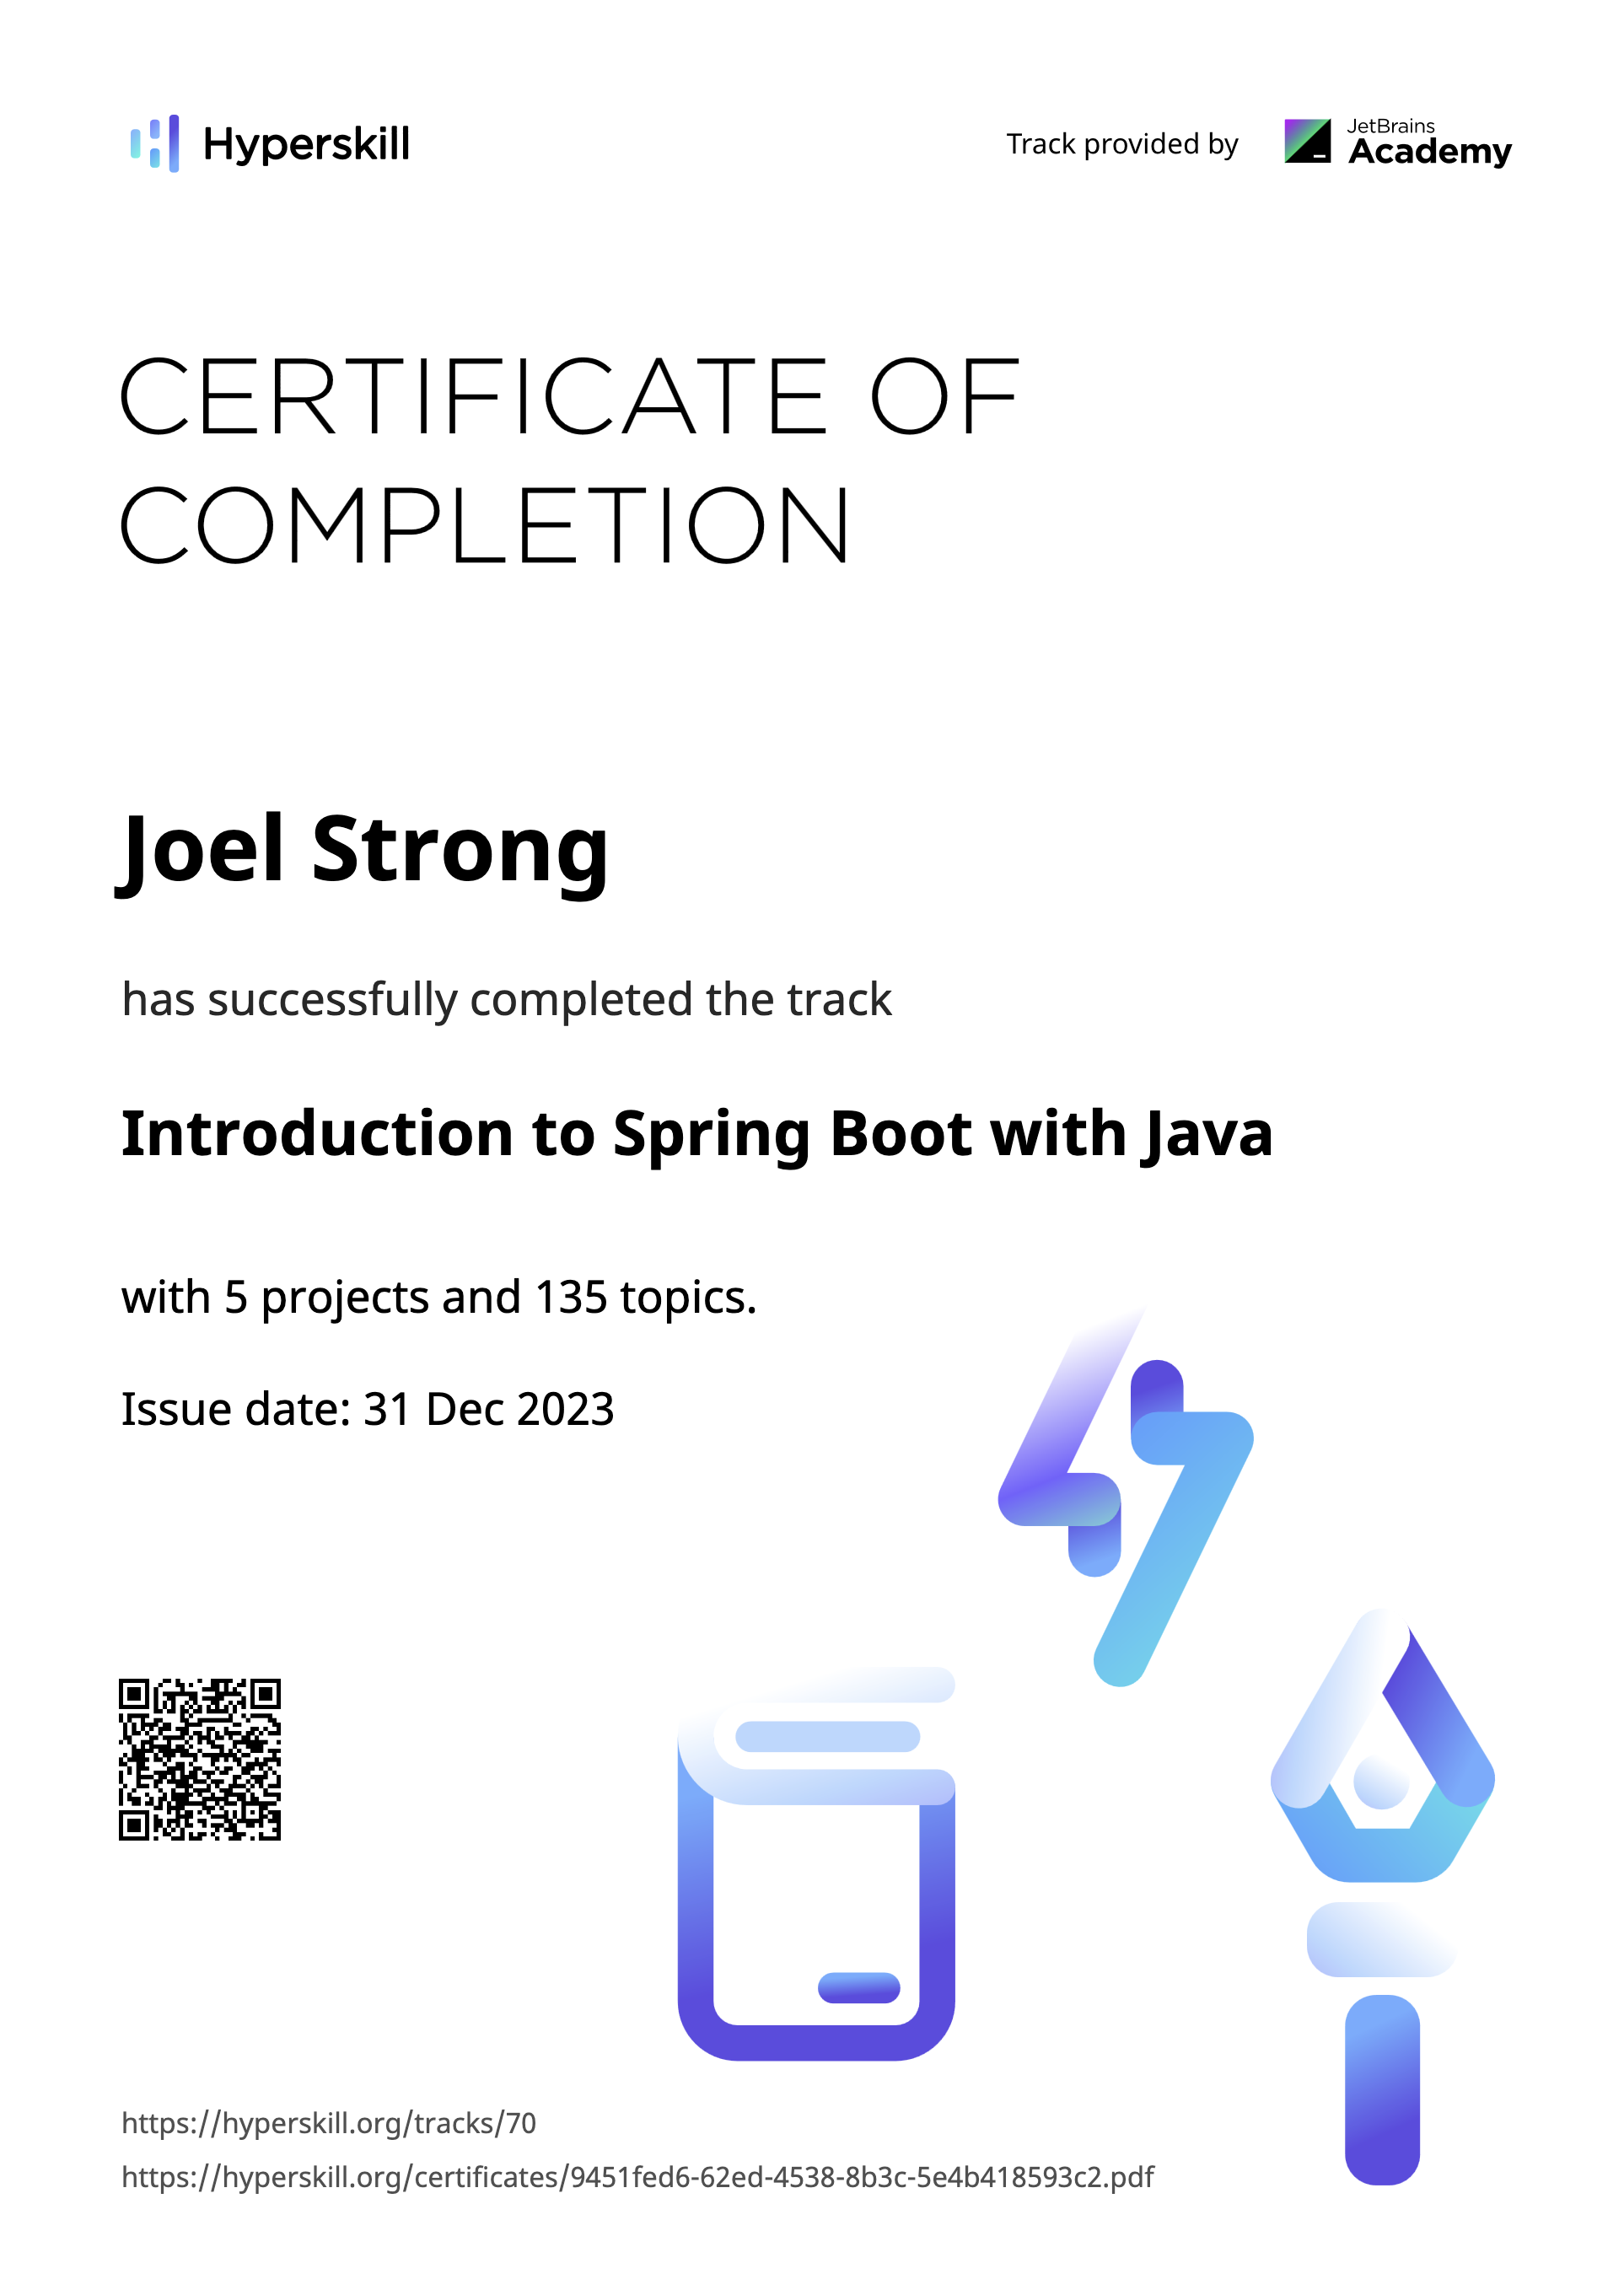 Hyperskill
Track provided by
JetBrains
Academy
CERTIFICATE OF
COMPLETION
Joel Strong
has successfully completed the track
Introduction to Spring Boot with Java
with 5 projects and 135 topics.
Issue date: 31 Dec 2023
https://hyperskill.org/tracks/70
https://hyperskill.org/certificates/9451fed6-62ed-4538-8b3c-5e4b418593c2.pdf